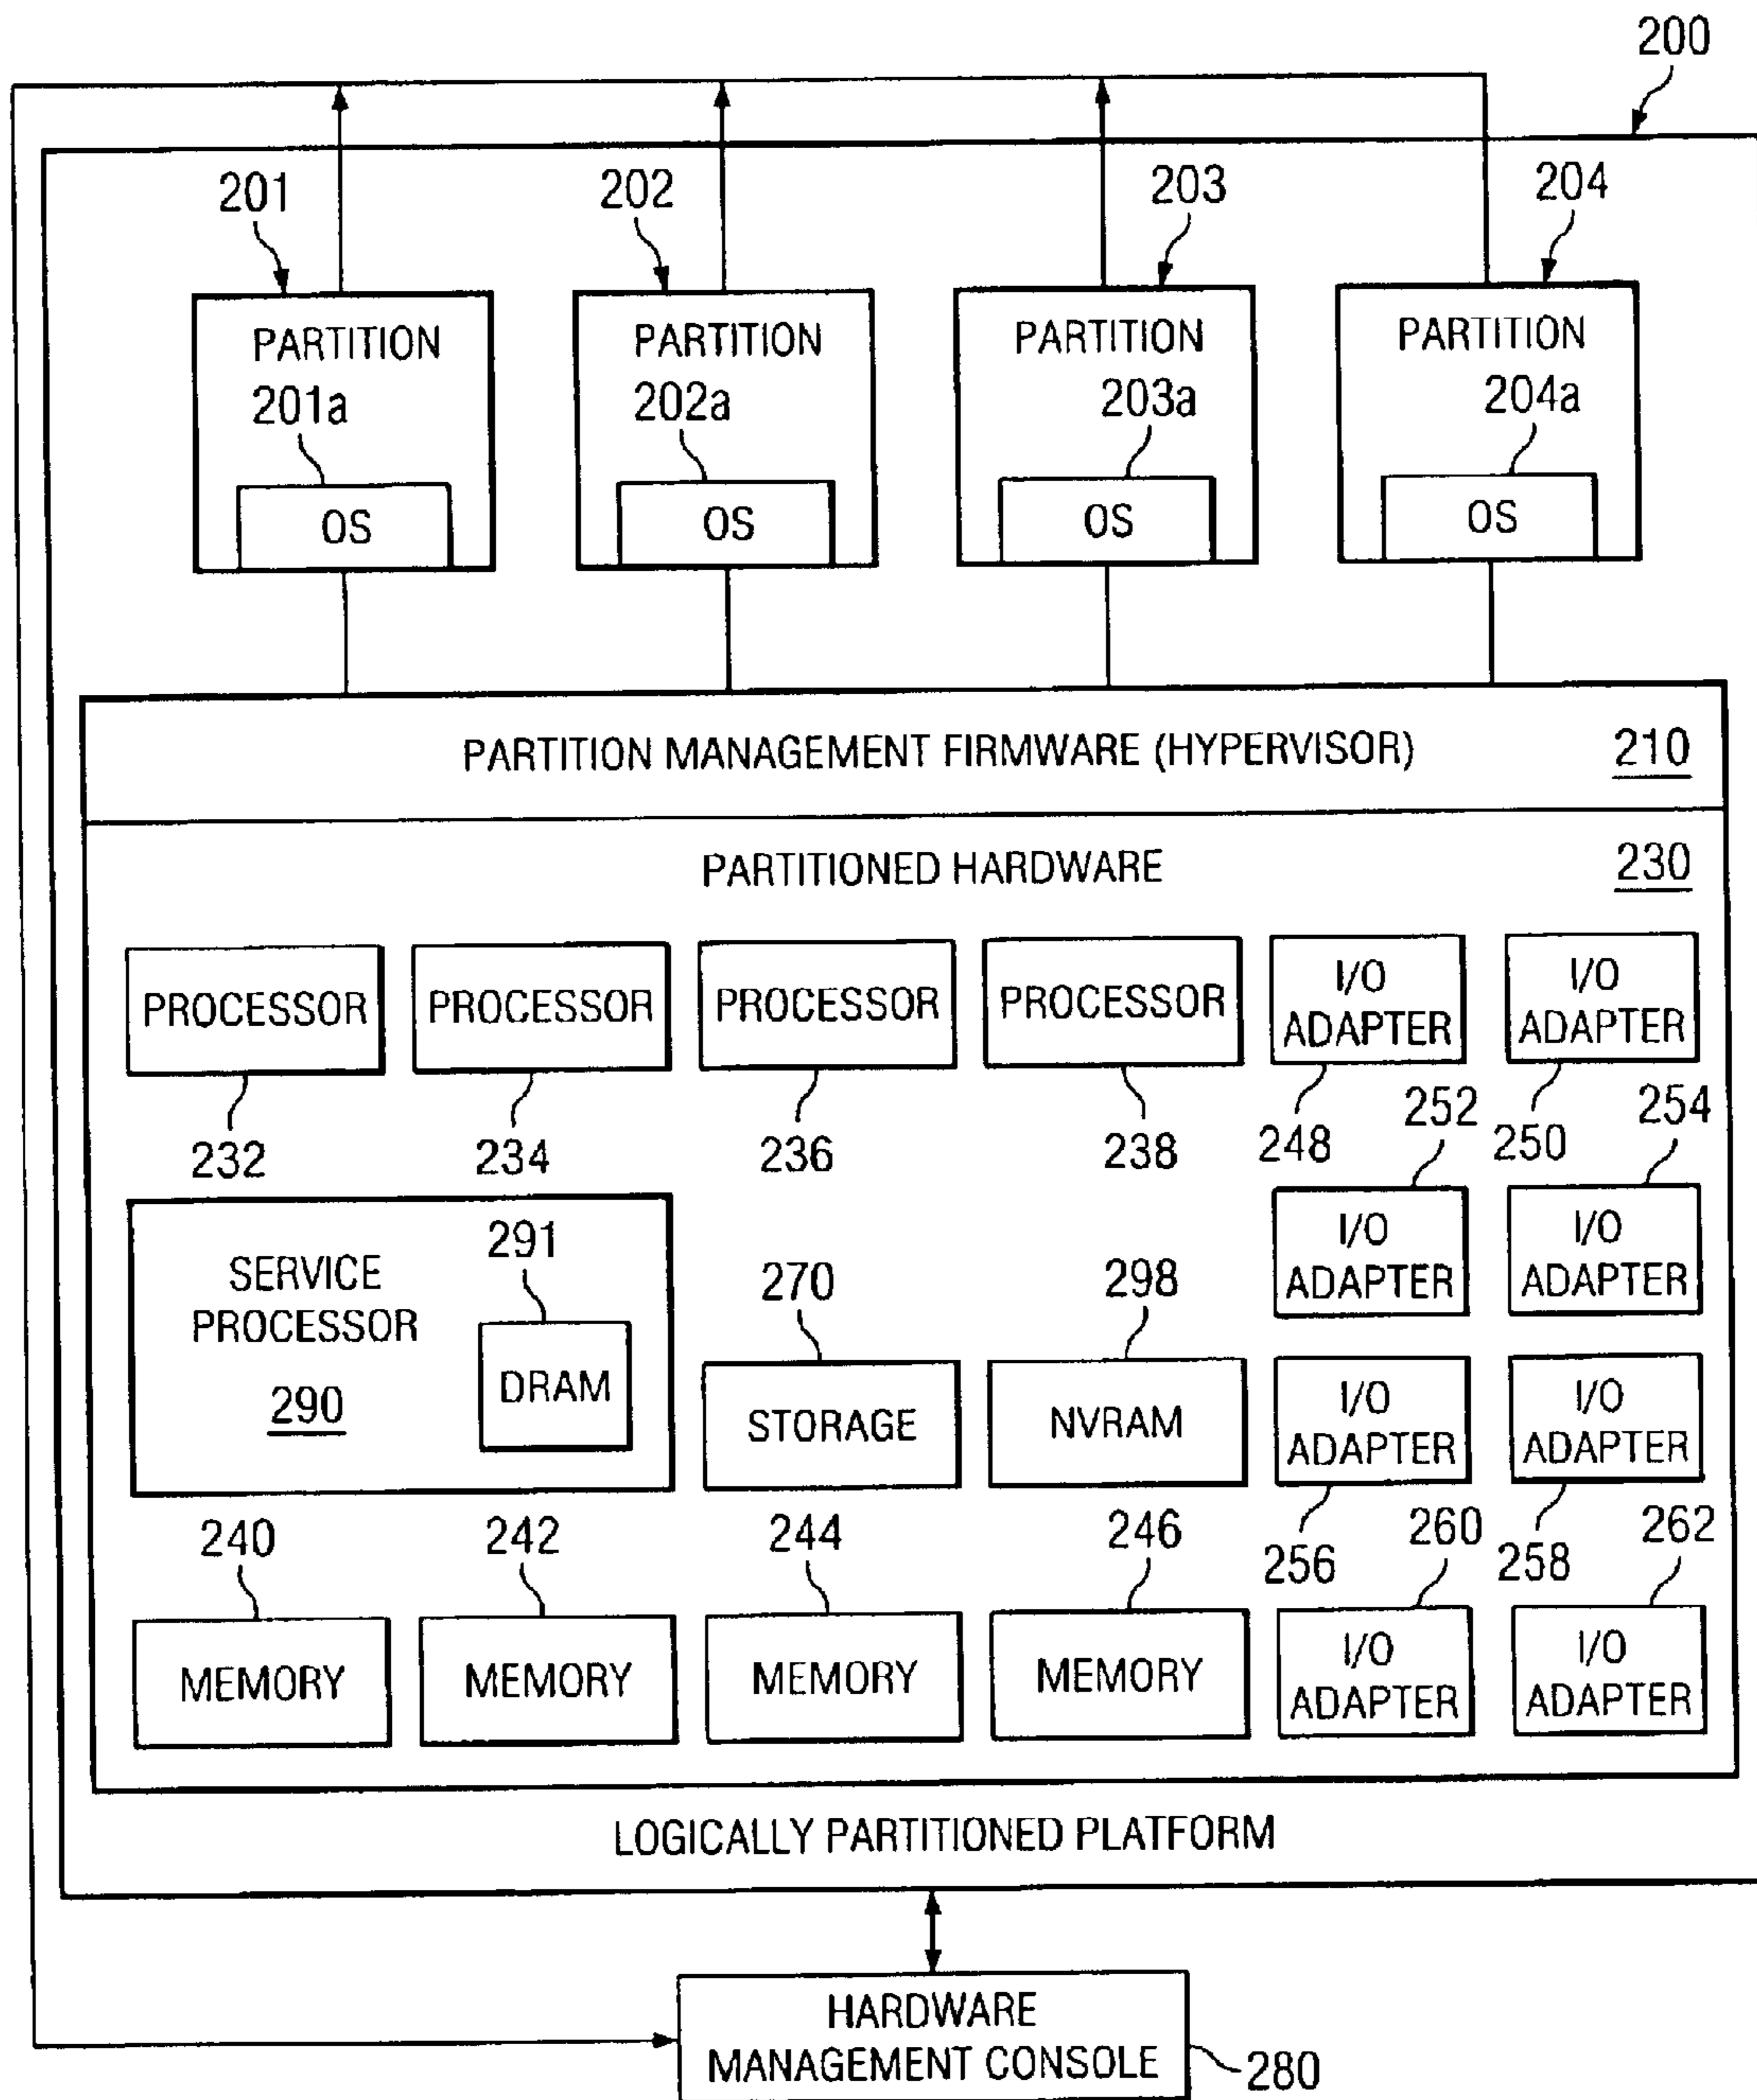 200
201 202 203 204
PARTITION PARTITION PARTITION PARTITION
201a 202a 203a 204a
OS OS OS OS
PARTITION MANAGEMENT FIRMWARE (HYPERVISOR) 210
PARTITIONED HARDWARE 230
PROCESSOR PROCESSOR PROCESSOR PROCESSOR I/O ADAPTER I/O ADAPTER
232 234 236 238 248 252 250 254
SERVICE PROCESSOR
290
291
DRAM
270
STORAGE
298
NVRAM
I/O ADAPTER I/O ADAPTER
I/O ADAPTER I/O ADAPTER
240 242 244 246 256 260 258 262
MEMORY MEMORY MEMORY MEMORY I/O ADAPTER I/O ADAPTER
LOGICALLY PARTITIONED PLATFORM
HARDWARE
MANAGEMENT CONSOLE
280